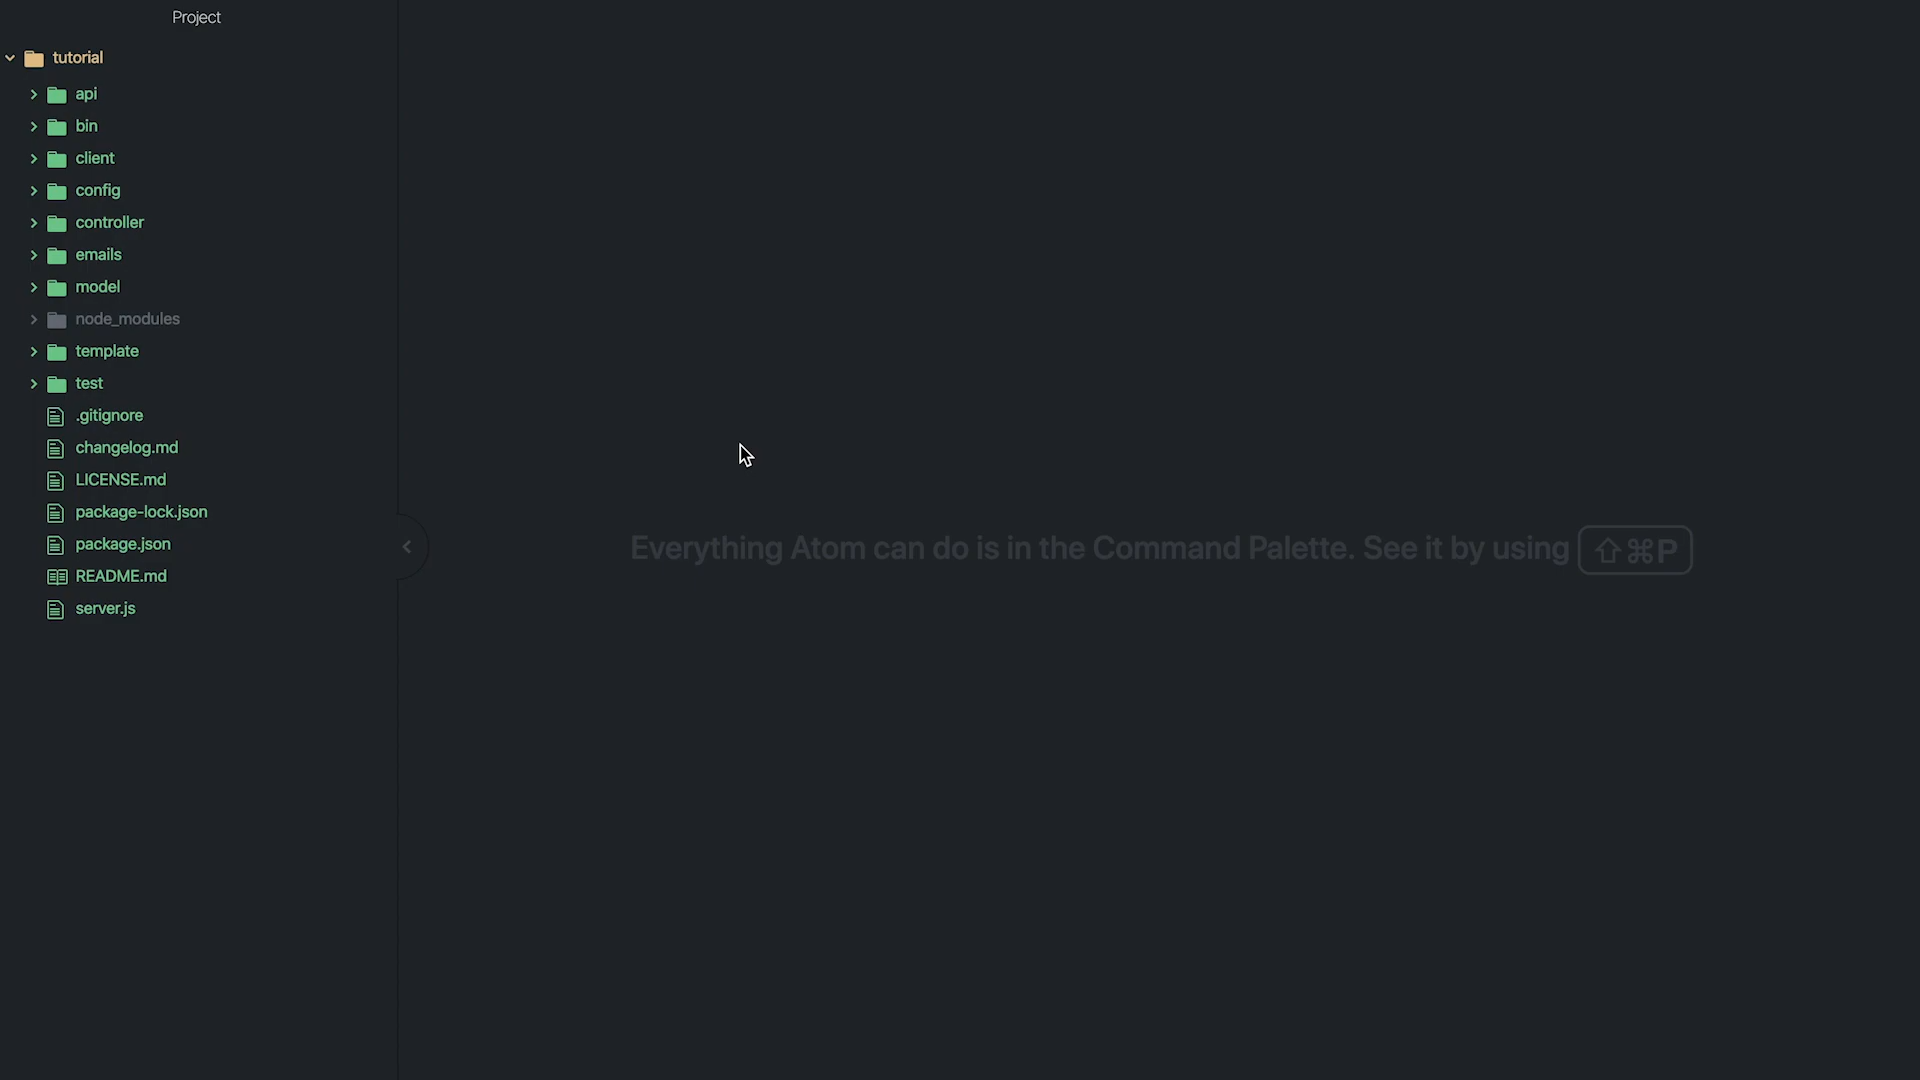 Project
tutorial
api
bin
client
config
controller
emails
model
node_modules
template
test
.gitignore
changelog.md
LICENSE.md
package-lock.json
package.json
README.md
server.js
Everything Atom can do is in the Command Palette. See it by using ⇧⌘P